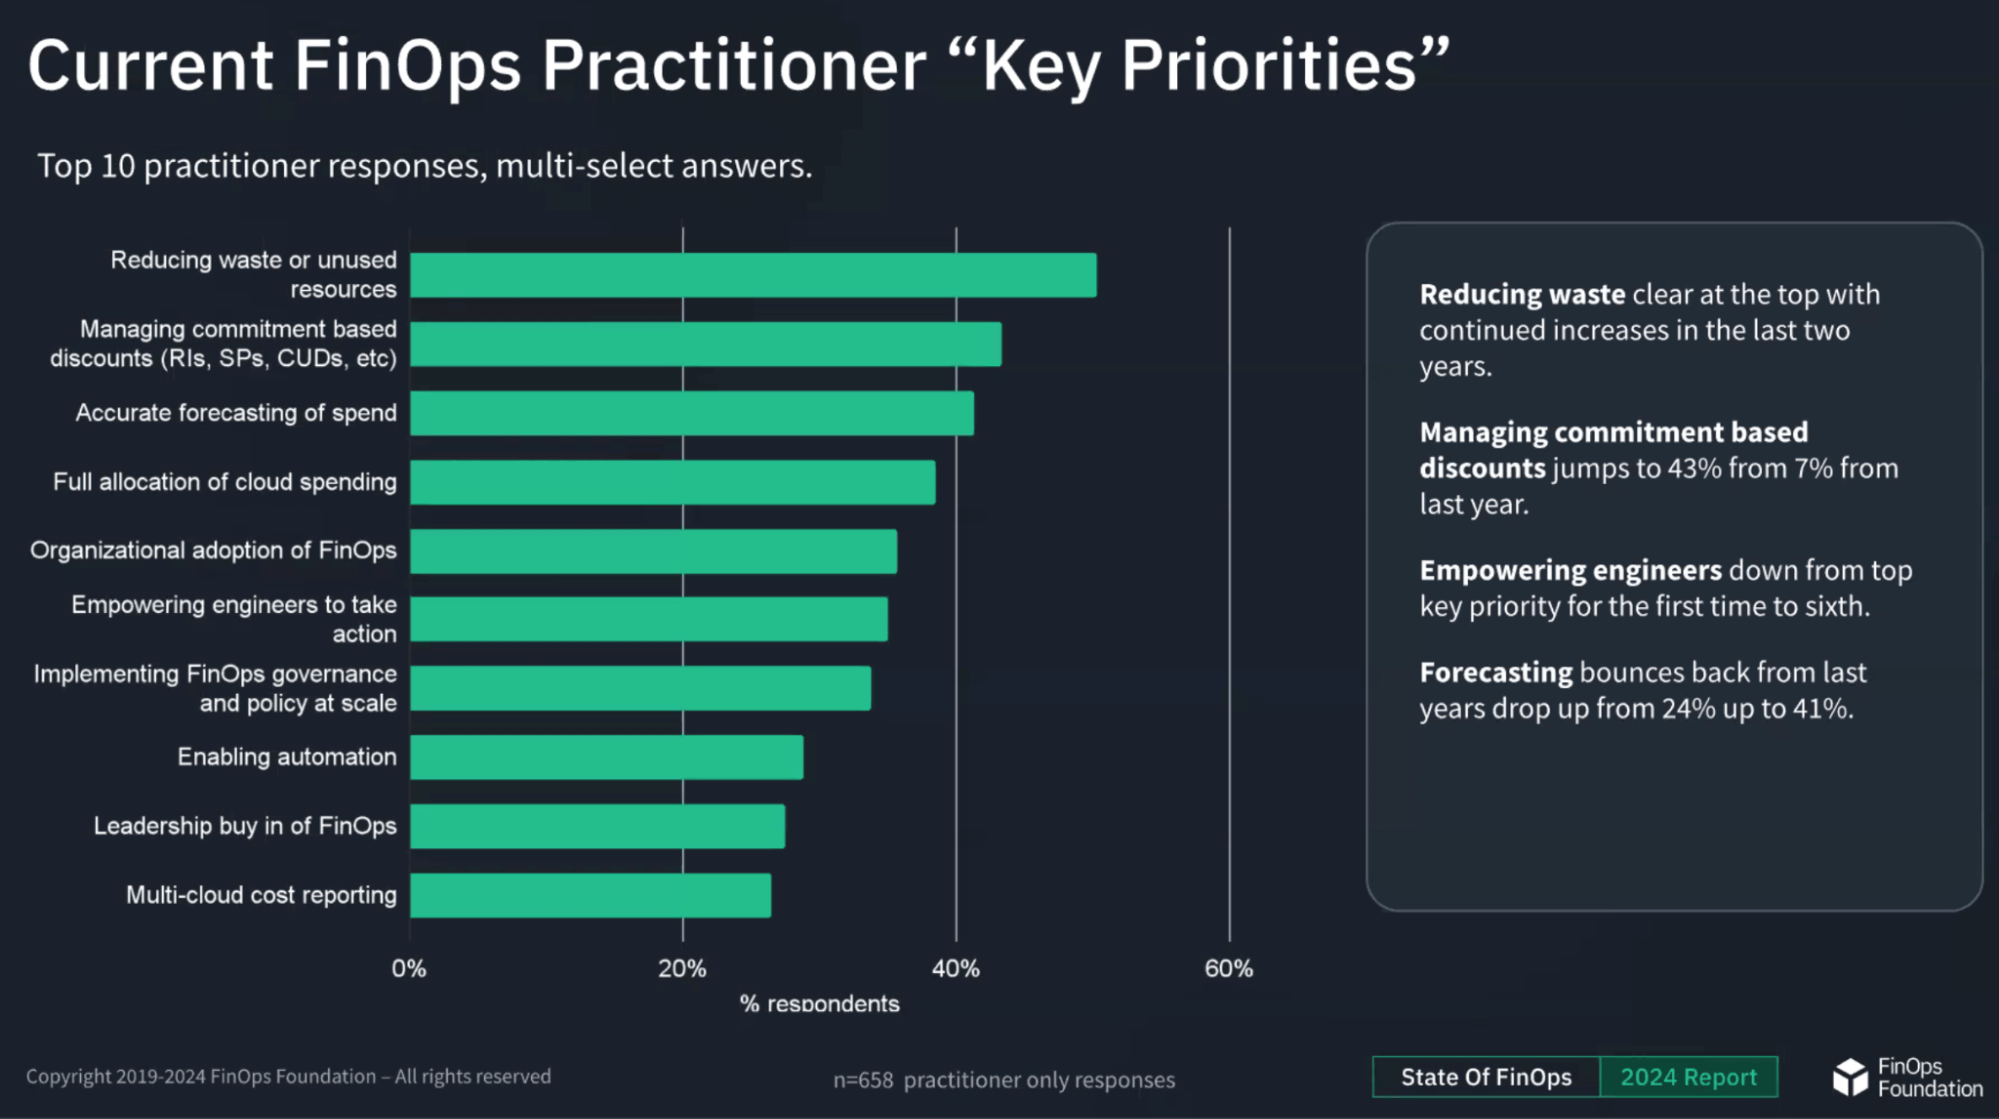 Current FinOps Practitioner “Key Priorities”
Top 10 practitioner responses, multi-select answers.
Reducing waste or unused
resources
Managing commitment based
discounts (RIs, SPs, CUDs, etc)
Accurate forecasting of spend
Full allocation of cloud spending
Organizational adoption of FinOps
Empowering engineers to take
action
Implementing FinOps governance
and policy at scale
Enabling automation
Leadership buy in of FinOps
Multi-cloud cost reporting
0%
20%
40%
60%
% respondents
Reducing waste clear at the top with
continued increases in the last two
years.
Managing commitment based
discounts jumps to 43% from 7% from
last year.
Empowering engineers down from top
key priority for the first time to sixth.
Forecasting bounces back from last
years drop up from 24% up to 41%.
Copyright 2019-2024 FinOps Foundation – All rights reserved
n=658 practitioner only responses
State Of FinOps
2024 Report
FinOps
Foundation